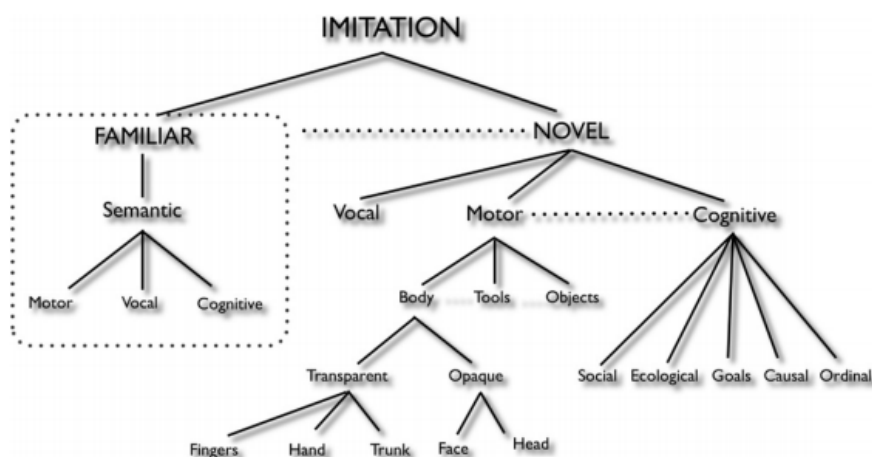 IMITATION
FAMILIAR NOVEL
Semantic Vocal Motor Cognitive
Motor Vocal Cognitive Body Tools Objects
Transparent Opaque Social Ecological Goals Causal Ordinal
Fingers Hand Trunk Face Head